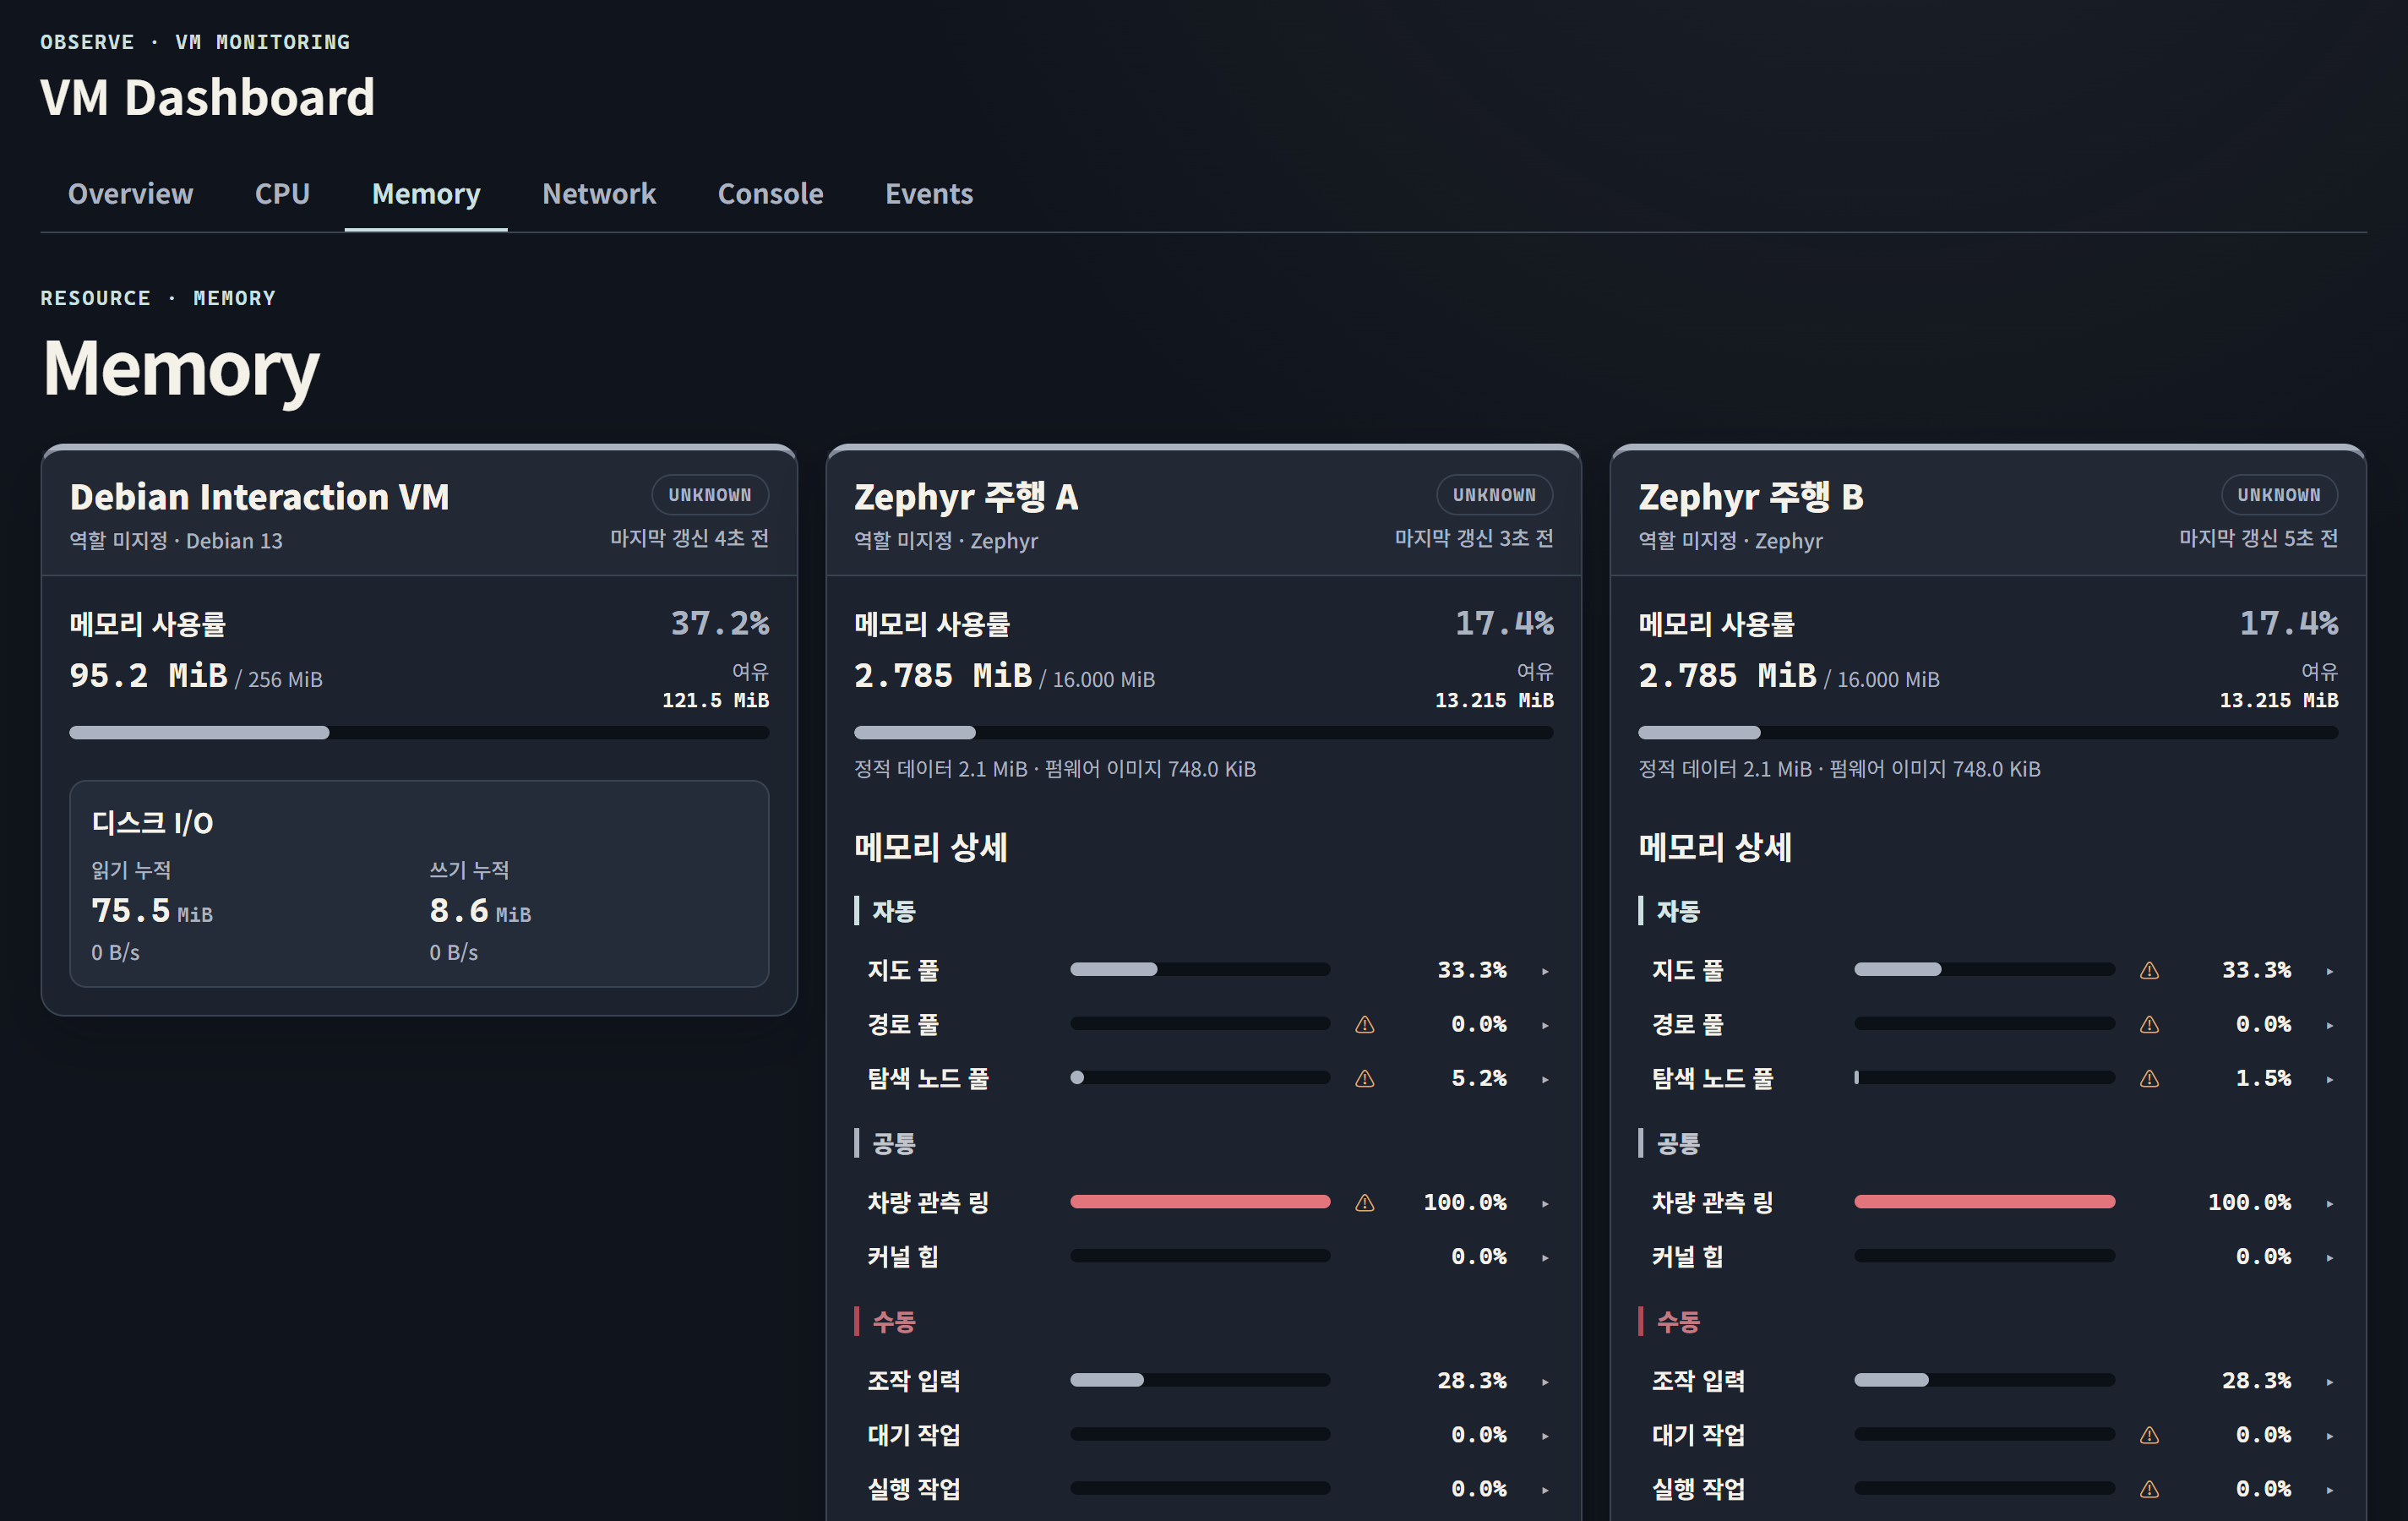 OBSERVE · VM MONITORING
VM Dashboard
Overview CPU Memory Network Console Events
RESOURCE · MEMORY
Memory
Debian Interaction VM UNKNOWN
역할 미지정 · Debian 13 마지막 갱신 4초 전
메모리 사용률 37.2%
95.2 MiB / 256 MiB 여유
121.5 MiB
디스크 I/O
읽기 누적 쓰기 누적
75.5 MiB 8.6 MiB
0 B/s 0 B/s
Zephyr 주행 A UNKNOWN
역할 미지정 · Zephyr 마지막 갱신 3초 전
메모리 사용률 17.4%
2.785 MiB / 16.000 MiB 여유
13.215 MiB
정적 데이터 2.1 MiB · 펌웨어 이미지 748.0 KiB
메모리 상세
자동
지도 풀 33.3%
경로 풀 0.0%
탐색 노드 풀 5.2%
공통
차량 관측 링 100.0%
커널 힙 0.0%
수동
조작 입력 28.3%
대기 작업 0.0%
실행 작업 0.0%
Zephyr 주행 B UNKNOWN
역할 미지정 · Zephyr 마지막 갱신 5초 전
메모리 사용률 17.4%
2.785 MiB / 16.000 MiB 여유
13.215 MiB
정적 데이터 2.1 MiB · 펌웨어 이미지 748.0 KiB
메모리 상세
자동
지도 풀 33.3%
경로 풀 0.0%
탐색 노드 풀 1.5%
공통
차량 관측 링 100.0%
커널 힙 0.0%
수동
조작 입력 28.3%
대기 작업 0.0%
실행 작업 0.0%